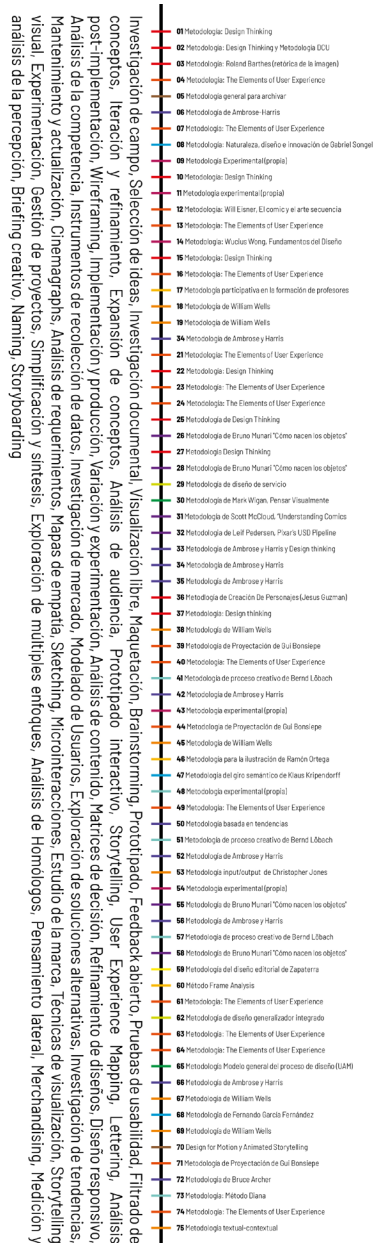 Investigación de campo, Selección de ideas, Investigación documental, Visualización libre, Maquetación, Brainstorming, Prototipado, Feedback abierto, Pruebas de usabilidad, Filtrado de
conceptos, Iteración y refinamiento, Expansión de conceptos, Análisis de audiencia, Prototipado interactivo, Storytelling, User Experience Mapping, Lettering, Análisis
post-implementación, Wireframing, Implementación y producción, Variación y experimentación, Análisis de contenido, Matrices de decisión, Refinamiento de diseños, Diseño responsivo,
Análisis de la competencia, Instrumentos de recolección de datos, Investigación de mercado, Modelado de Usuarios, Exploración de soluciones alternativas, Investigación de tendencias,
Mantenimiento y actualización, Cinemagraphs, Análisis de requerimientos, Mapas de empatía, Sketching, Microinteracciones, Estudio de la marca, Técnicas de visualización, Storytelling
visual, Experimentación, Gestión de proyectos, Simplificación y síntesis, Exploración de múltiples enfoques, Análisis de Homólogos, Pensamiento lateral, Merchandising, Medición y
análisis de la percepción, Briefing creativo, Naming, Storyboarding
01 Metodología: Design Thinking
02 Metodología: Design Thinking y Metodología DCU
03 Metodología: Roland Barthes (retórica de la imagen)
04 Metodología: The Elements of User Experience
05 Metodología general para archivar
06 Metodología de Ambrose-Harris
07 Metodología: The Elements of User Experience
08 Metodología: Naturaleza, diseño e innovación de Gabriel Songel
09 Metodología Experimental (propia)
10 Metodología: Design Thinking
11 Metodología experimental (propia)
12 Metodología: Will Eisner, El comic y el arte secuencia
13 Metodología: The Elements of User Experience
14 Metodología: Wucius Wong, Fundamentos del Diseño
15 Metodología: Design Thinking
16 Metodología: The Elements of User Experience
17 Metodología participativa en la formación de profesores
18 Metodología de William Wells
19 Metodología de William Wells
34 Metodología de Ambrose y Harris
21 Metodología: The Elements of User Experience
22 Metodología: Design Thinking
23 Metodología: The Elements of User Experience
24 Metodología: The Elements of User Experience
25 Metodología de Design Thinking
26 Metodología de Bruno Munari "Cómo nacen los objetos"
27 Metodología Design Thinking
28 Metodología de Bruno Munari "Cómo nacen los objetos"
29 Metodología de diseño de servicio
30 Metodología de Mark Wigan, Pensar Visualmente
31 Metodología de Scott McCloud, "Understanding Comics
32 Metodología de Leif Pedersen, Pixar's USD Pipeline
33 Metodología de Ambrose y Harris y Design thinking
34 Metodología de Ambrose y Harris
35 Metodología de Ambrose y Harris
36 Metodlogía de Creación De Personajes (Jesus Guzman)
37 Metodología: Design thinking
38 Metodología de William Wells
39 Metodología de Proyectación de Gui Bonsiepe
40 Metodología: The Elements of User Experience
41 Metodología de proceso creativo de Bernd Löbach
42 Metodología de Ambrose y Harris
43 Metodología experimental (propia)
44 Metodología de Proyectación de Gui Bonsiepe
45 Metodología de William Wells
46 Metodología para la ilustración de Ramón Ortega
47 Metodología del giro semántico de Klaus Kripendorff
48 Metodología experimental (propia)
49 Metodología: The Elements of User Experience
50 Metodología basada en tendencias
51 Metodología de proceso creativo de Bernd Löbach
52 Metodología de Ambrose y Harris
53 Metodología input/output de Christopher Jones
54 Metodología experimental (propia)
55 Metodología de Bruno Munari "Cómo nacen los objetos"
56 Metodología de Ambrose y Harris
57 Metodología de proceso creativo de Bernd Löbach
58 Metodología de Bruno Munari "Cómo nacen los objetos"
59 Metodología del diseño editorial de Zapaterra
60 Método Frame Analysis
61 Metodología: The Elements of User Experience
62 Metodología de diseño generalizador integrado
63 Metodología: The Elements of User Experience
64 Metodología: The Elements of User Experience
65 Metodología Modelo general del proceso de diseño (UAM)
66 Metodología de Ambrose y Harris
67 Metodología de William Wells
68 Metodología de Fernando García Fernández
69 Metodología de William Wells
70 Design for Motion y Animated Storytelling
71 Metodología de Proyectación de Gui Bonsiepe
72 Metodología de Bruce Archer
73 Metodología: Método Diana
74 Metodología: The Elements of User Experience
75 Metodología textual-contextual